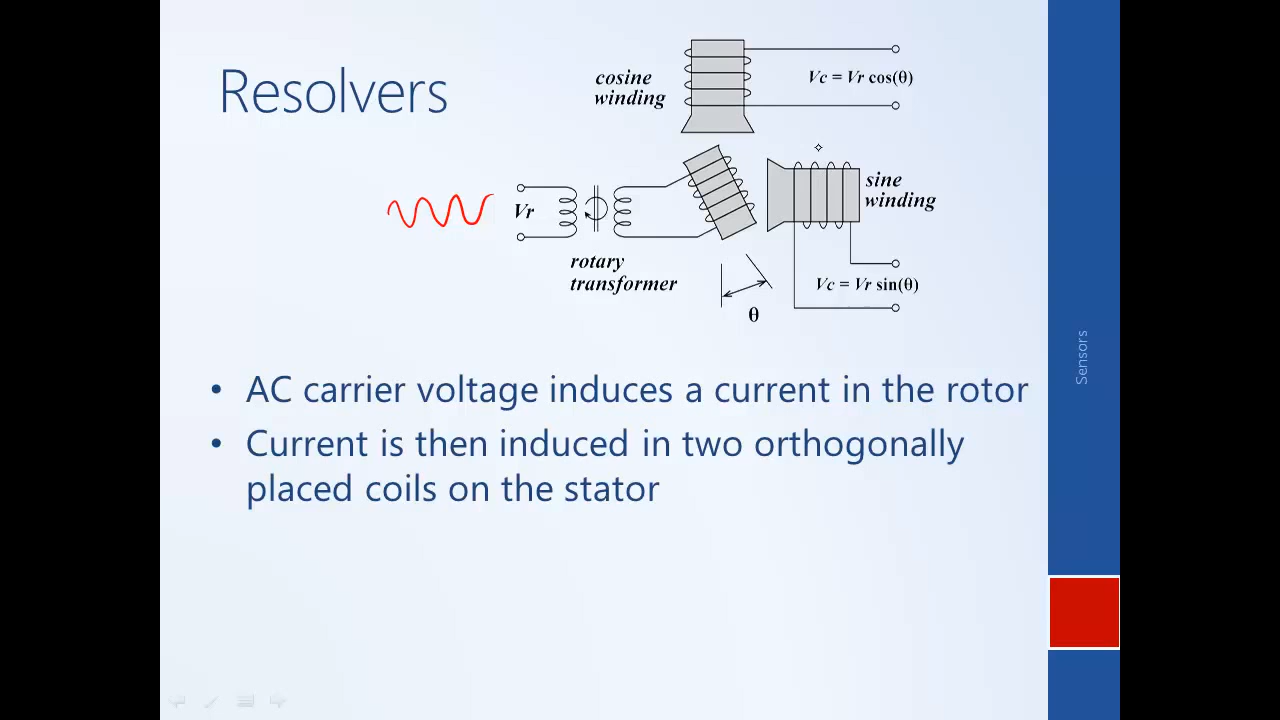 Resolvers
cosine
winding
Vc = Vr cos(θ)
sine
winding
Vr
rotary
transformer
Vc = Vr sin(θ)
θ
• AC carrier voltage induces a current in the rotor
• Current is then induced in two orthogonally
placed coils on the stator
Sensors